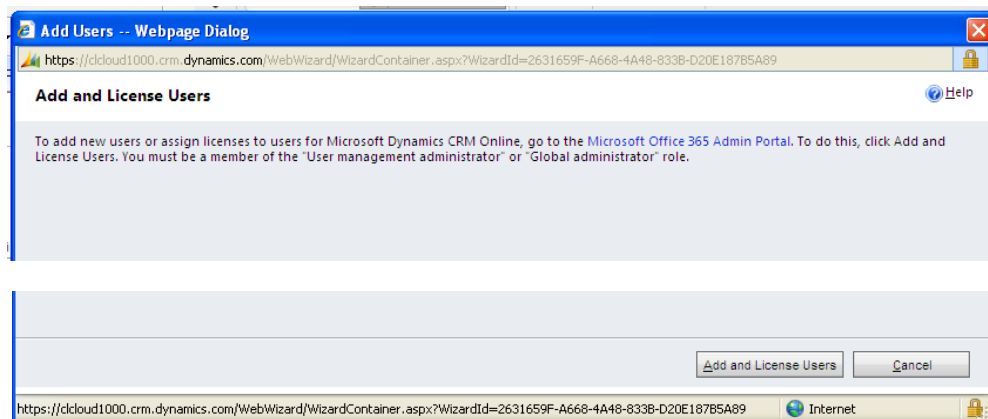 Add Users -- Webpage Dialog
https://clcloud1000.crm.dynamics.com/WebWizard/WizardContainer.aspx?WizardId=2631659F-A668-4A48-833B-D20E187B5A89
Add and License Users
Help
To add new users or assign licenses to users for Microsoft Dynamics CRM Online, go to the Microsoft Office 365 Admin Portal. To do this, click Add and
License Users. You must be a member of the "User management administrator" or "Global administrator" role.
Add and License Users
Cancel
https://clcloud1000.crm.dynamics.com/WebWizard/WizardContainer.aspx?WizardId=2631659F-A668-4A48-833B-D20E187B5A89
Internet